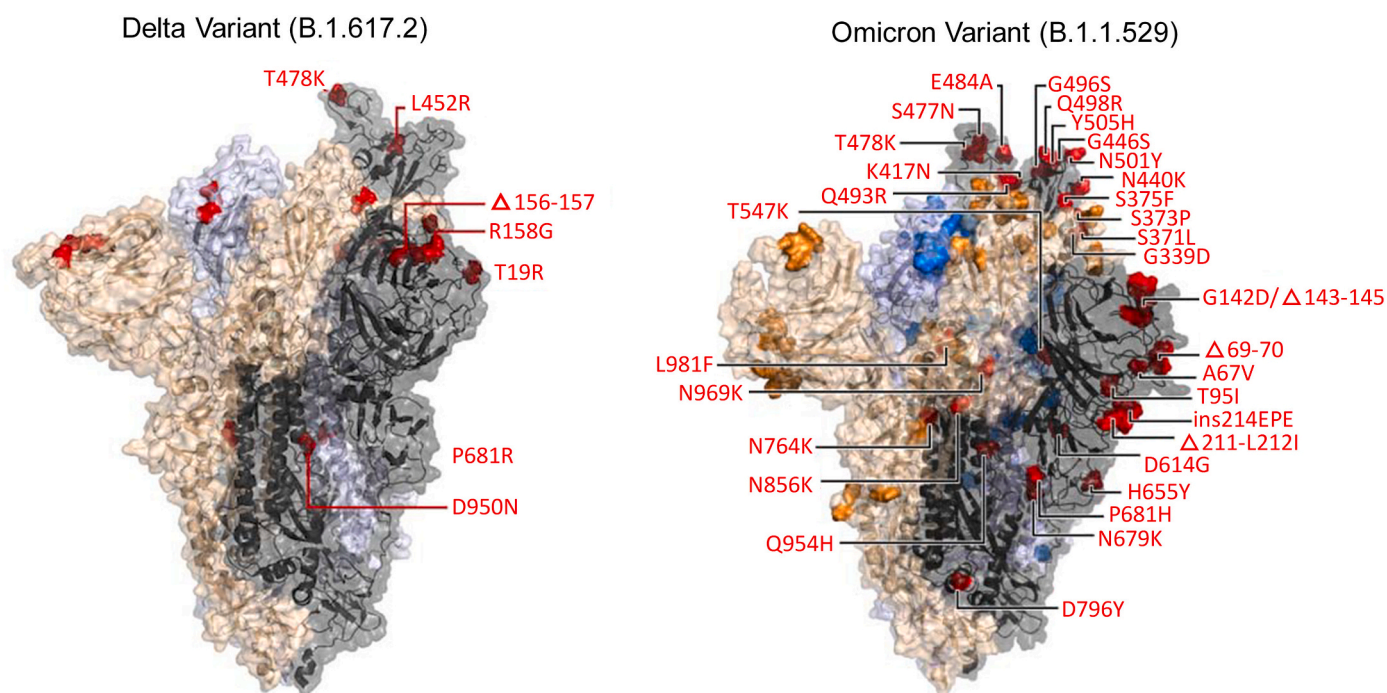 Delta Variant (B.1.617.2)
T478K
L452R
Δ 156-157
R158G
T19R
P681R
D950N
Omicron Variant (B.1.1.529)
E484A
S477N
T478K
K417N
Q493R
T547K
G496S
Q498R
Y505H
G446S
N501Y
N440K
S375F
S373P
S371L
G339D
G142D/Δ143-145
Δ69-70
A67V
T95I
ins214EPE
Δ211-L212I
D614G
H655Y
P681H
N679K
L981F
N969K
N764K
N856K
Q954H
D796Y